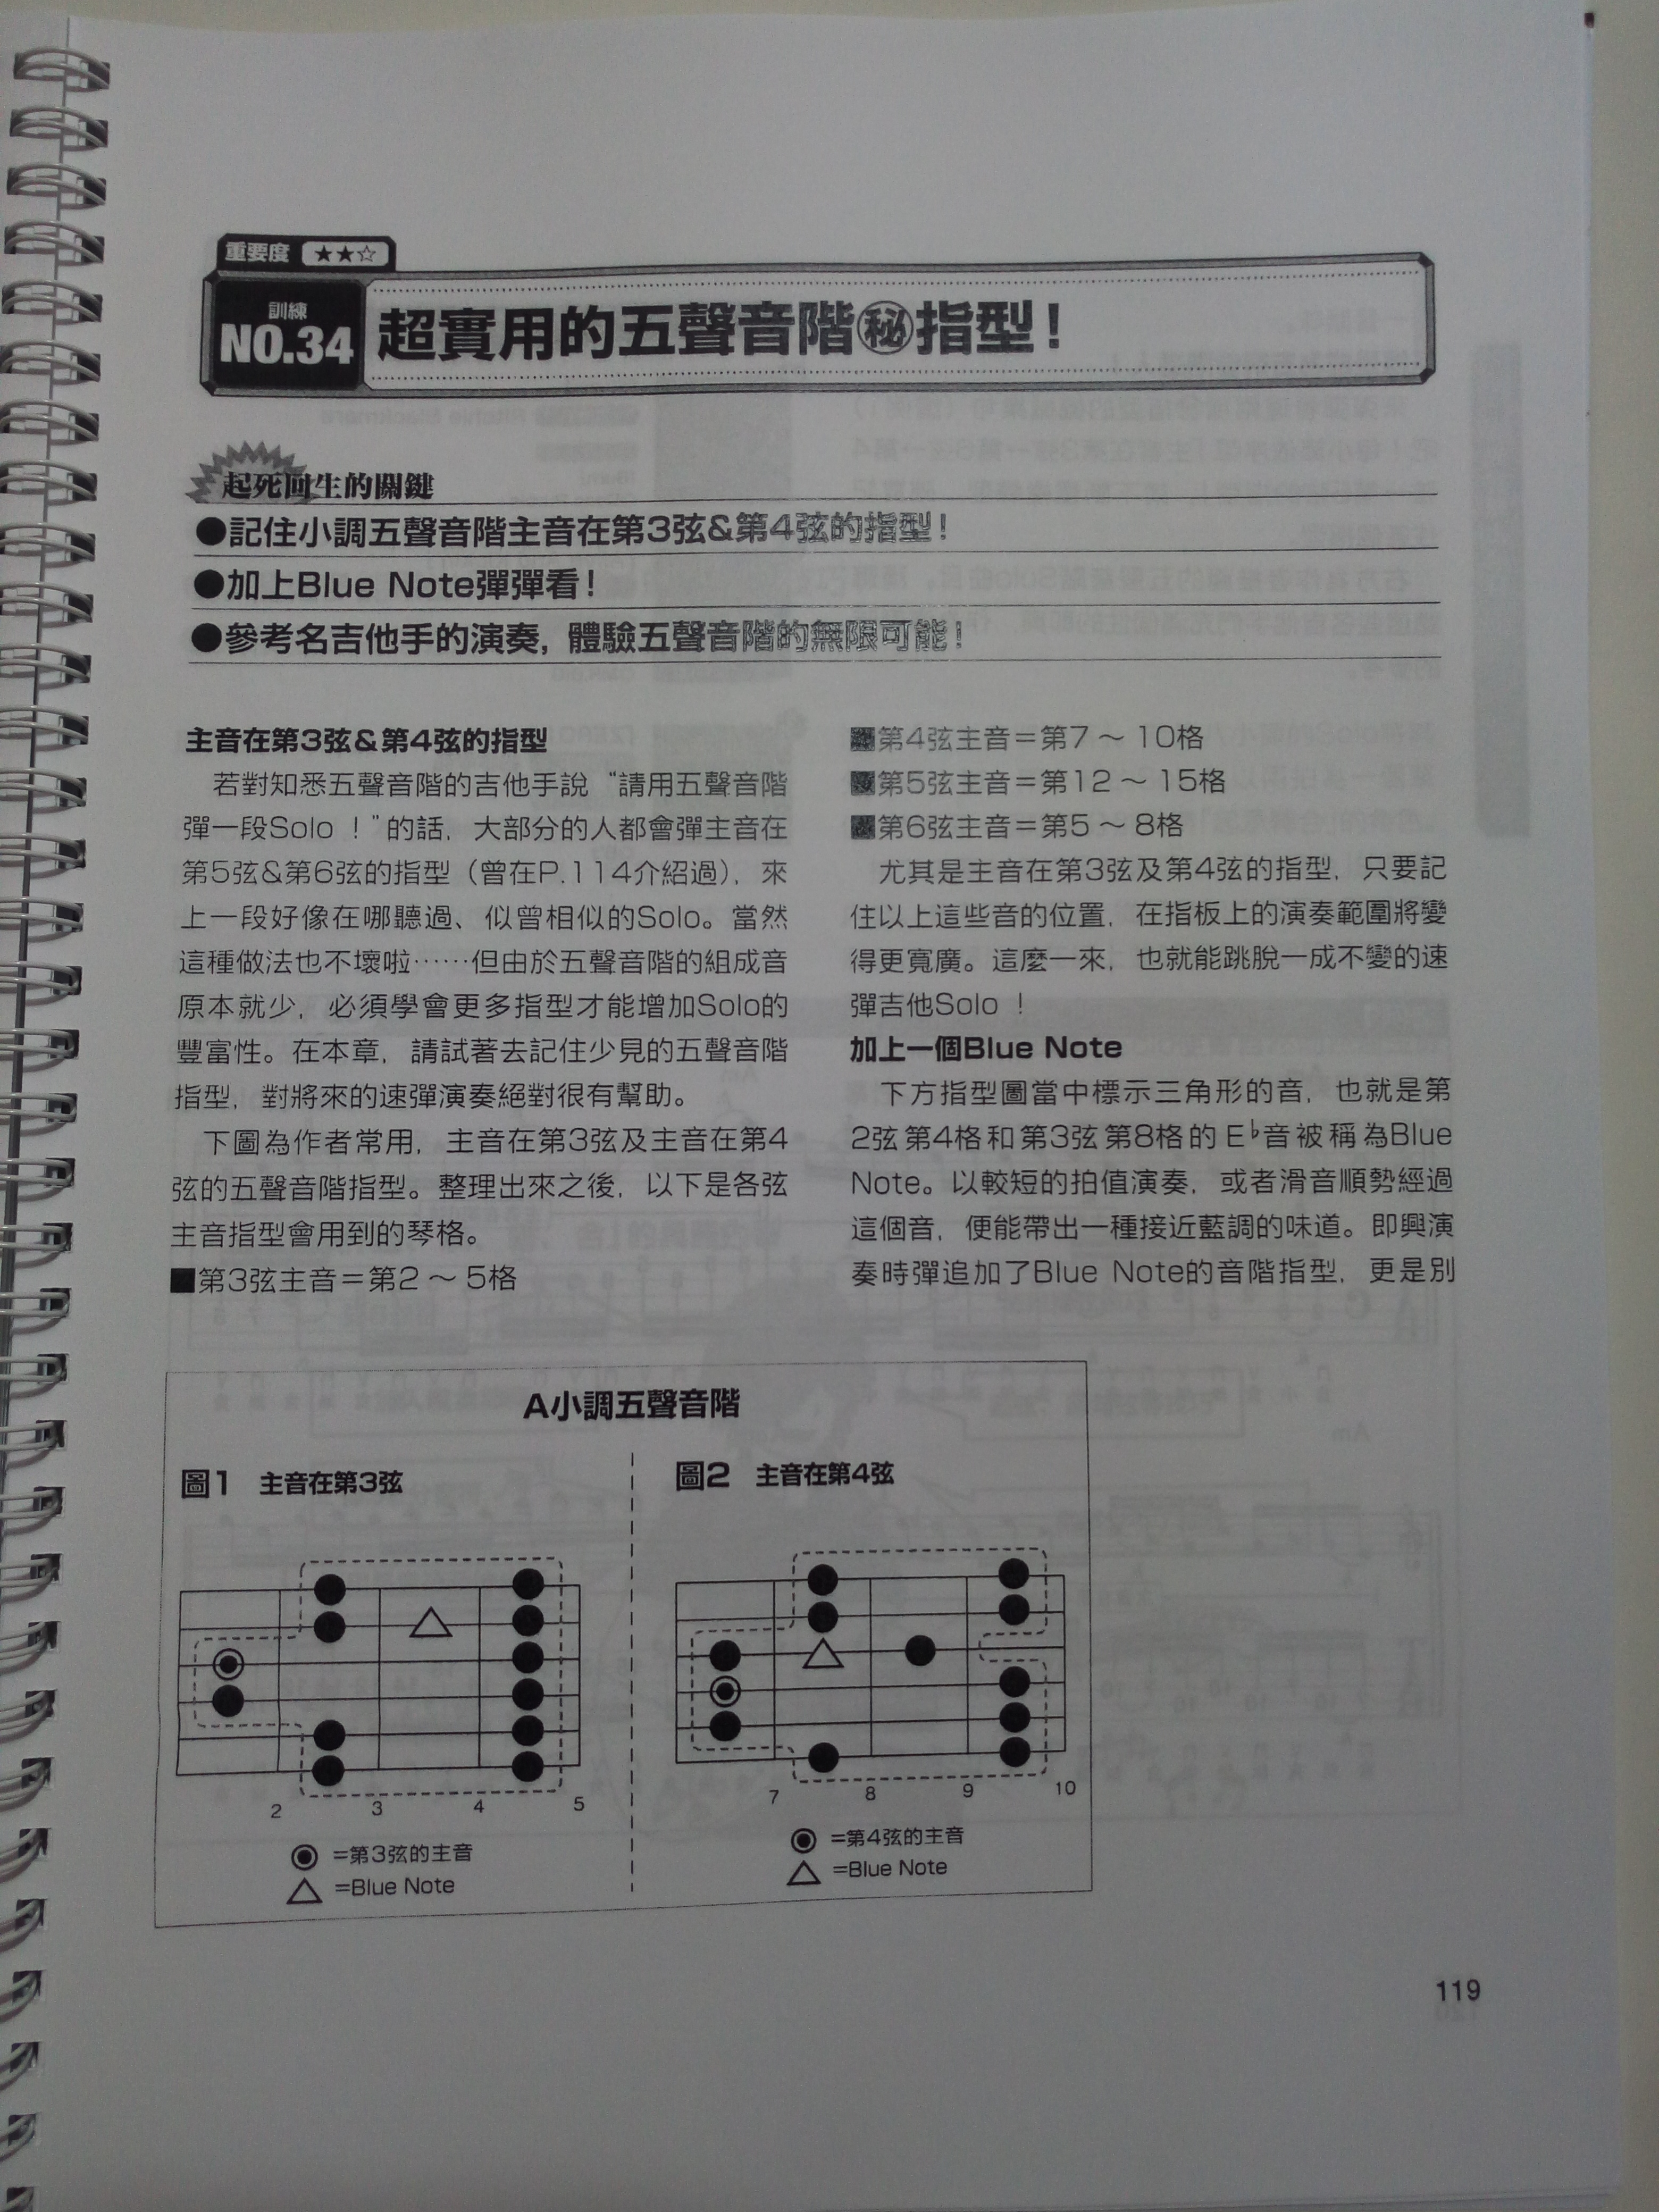 重要度 ★★☆
訓練
NO.34
超實用的五聲音階㊙指型！
起死回生的關鍵
●記住小調五聲音階主音在第3弦&第4弦的指型！
●加上Blue Note彈彈看！
●參考名吉他手的演奏，體驗五聲音階的無限可能！
主音在第3弦＆第4弦的指型
若對知悉五聲音階的吉他手說“請用五聲音階
彈一段Solo！”的話，大部分的人都會彈主音在
第5弦&第6弦的指型（曾在P.114介紹過），來
上一段好像在哪聽過、似曾相似的Solo。當然
這種做法也不壞啦……但由於五聲音階的組成音
原本就少，必須學會更多指型才能增加Solo的
豐富性。在本章，請試著去記住少見的五聲音階
指型，對將來的速彈演奏絕對很有幫助。
下圖為作者常用，主音在第3弦及主音在第4
弦的五聲音階指型。整理出來之後，以下是各弦
主音指型會用到的琴格。
■第3弦主音＝第2～5格
■第4弦主音＝第7～10格
■第5弦主音＝第12～15格
■第6弦主音＝第5～8格
尤其是主音在第3弦及第4弦的指型，只要記
住以上這些音的位置，在指板上的演奏範圍將變
得更寬廣。這麼一來，也就能跳脫一成不變的速
彈吉他Solo！
加上一個Blue Note
下方指型圖當中標示三角形的音，也就是第
2弦第4格和第3弦第8格的E♭音被稱為Blue
Note。以較短的拍值演奏，或者滑音順勢經過
這個音，便能帶出一種接近藍調的味道。即興演
奏時彈追加了Blue Note的音階指型，更是別
A小調五聲音階
圖1 主音在第3弦
2 3 4 5
◉=第3弦的主音
△=Blue Note
圖2 主音在第4弦
7 8 9 10
◉=第4弦的主音
△=Blue Note
119